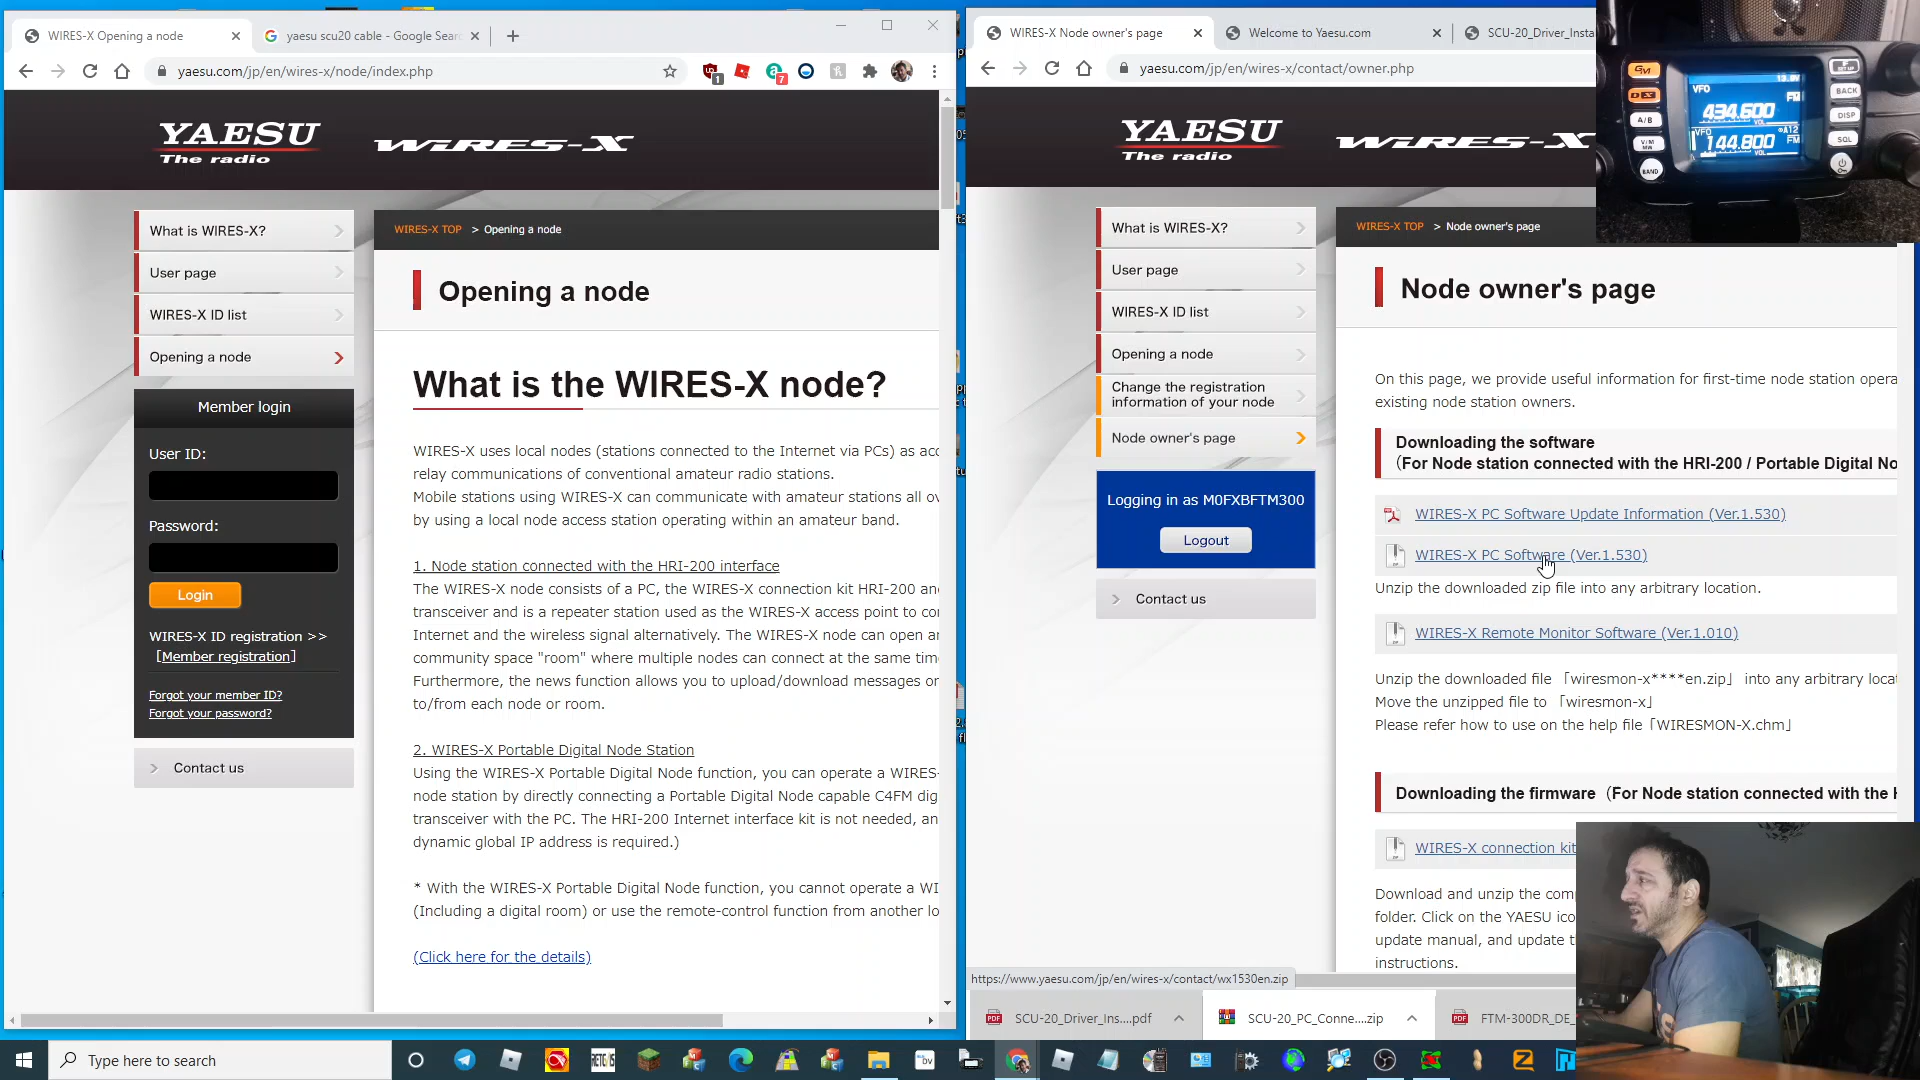 WIRES-X Opening a node
yaesu scu20 cable - Google Sear
yaesu.com/jp/en/wires-x/node/index.php
1
7
YAESU
The radio
WIRES-X
What is WIRES-X?
User page
WIRES-X ID list
Opening a node
Member login
User ID:
Password:
Login
WIRES-X ID registration >>
[Member registration]
Forgot your member ID?
Forgot your password?
Contact us
WIRES-X TOP > Opening a node
Opening a node
What is the WIRES-X node?
WIRES-X uses local nodes (stations connected to the Internet via PCs) as acc
relay communications of conventional amateur radio stations.
Mobile stations using WIRES-X can communicate with amateur stations all ov
by using a local node access station operating within an amateur band.
1. Node station connected with the HRI-200 interface
The WIRES-X node consists of a PC, the WIRES-X connection kit HRI-200 an
transceiver and is a repeater station used as the WIRES-X access point to co
Internet and the wireless signal alternatively. The WIRES-X node can open a
community space "room" where multiple nodes can connect at the same tim
Furthermore, the news function allows you to upload/download messages or
to/from each node or room.
2. WIRES-X Portable Digital Node Station
Using the WIRES-X Portable Digital Node function, you can operate a WIRES-
node station by directly connecting a Portable Digital Node capable C4FM dig
transceiver with the PC. The HRI-200 Internet interface kit is not needed, an
dynamic global IP address is required.)
* With the WIRES-X Portable Digital Node function, you cannot operate a WI
(Including a digital room) or use the remote-control function from another lo
(Click here for the details)
WIRES-X Node owner's page
Welcome to Yaesu.com
SCU-20_Driver_Insta
yaesu.com/jp/en/wires-x/contact/owner.php
YAESU
The radio
WIRES-X
What is WIRES-X?
User page
WIRES-X ID list
Opening a node
Change the registration
information of your node
Node owner's page
Logging in as M0FXBFTM300
Logout
Contact us
WIRES-X TOP > Node owner's page
Node owner's page
On this page, we provide useful information for first-time node station opera
existing node station owners.
Downloading the software
(For Node station connected with the HRI-200 / Portable Digital No
WIRES-X PC Software Update Information (Ver.1.530)
WIRES-X PC Software (Ver.1.530)
Unzip the downloaded zip file into any arbitrary location.
WIRES-X Remote Monitor Software (Ver.1.010)
Unzip the downloaded file 「wiresmon-x****en.zip」 into any arbitrary locat
Move the unzipped file to 「wiresmon-x」
Please refer how to use on the help file「WIRESMON-X.chm」
Downloading the firmware (For Node station connected with the H
WIRES-X connection kit
Download and unzip the com
folder. Click on the YAESU ico
update manual, and update t
instructions.
https://www.yaesu.com/jp/en/wires-x/contact/wx1530en.zip
SCU-20_Driver_Ins....pdf
SCU-20_PC_Conne....zip
FTM-300DR_DE_
GM
D X
A/B
V/M
MW
BAND
BACK
DISP
SQL
VFO
434.600
VOL
FM
VFO
144.800
VOL
FM
Type here to search